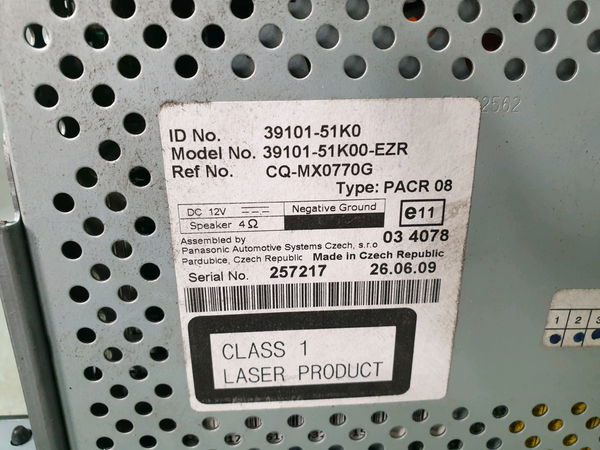 2562
ID No. 39101-51K0
Model No. 39101-51K00-EZR
Ref No. CQ-MX0770G
Type: PACR 08
DC 12V Negative Ground
Speaker 4Ω
e11
03 4078
Assembled by
Panasonic Automotive Systems Czech, s.r.o
Pardubice, Czech Republic Made in Czech Republic
Serial No. 257217 26.06.09
CLASS 1
LASER PRODUCT
1 2 3